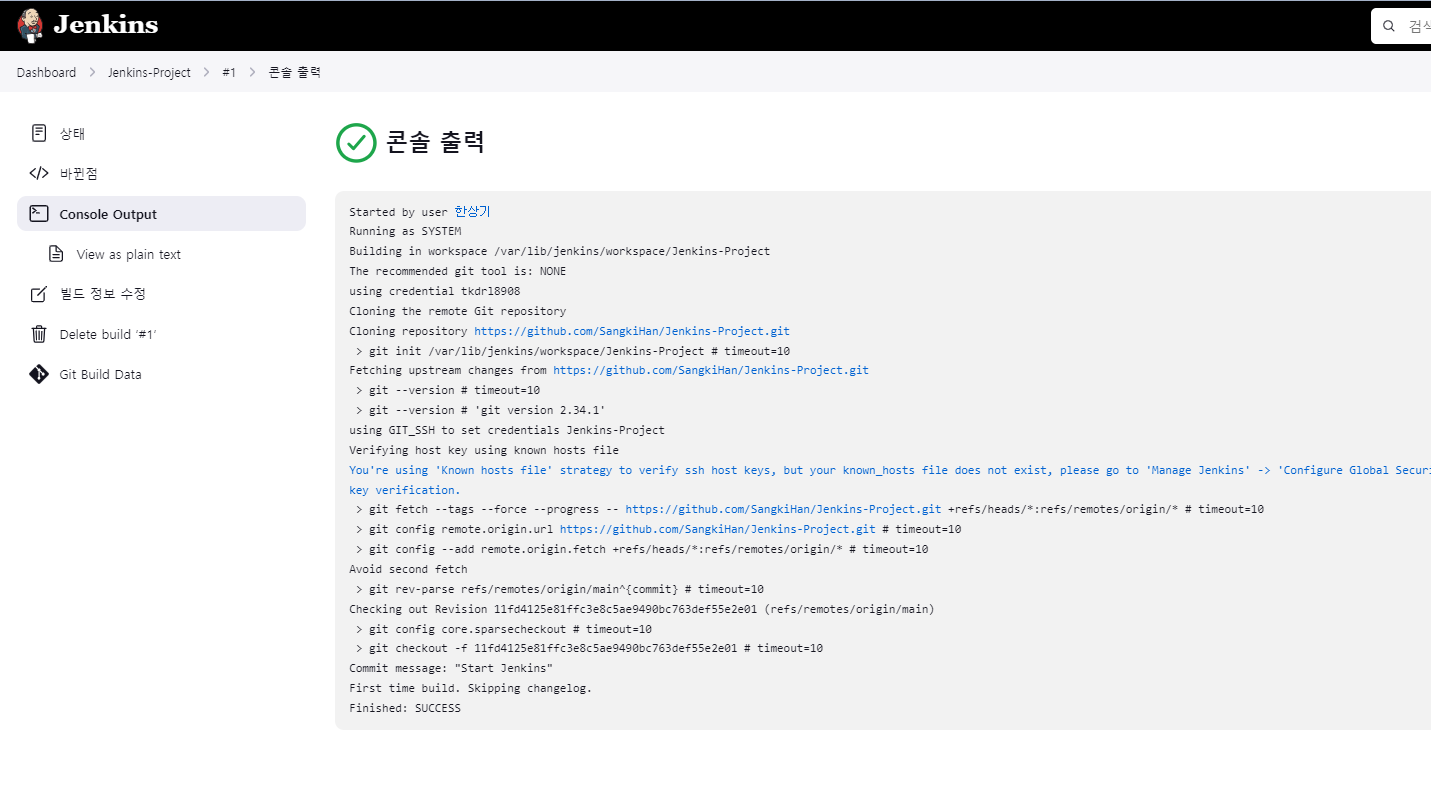 Jenkins
검색
Dashboard > Jenkins-Project > #1 > 콘솔 출력
상태
바뀐점
Console Output
View as plain text
빌드 정보 수정
Delete build ‘#1’
Git Build Data
콘솔 출력
Started by user 한상기
Running as SYSTEM
Building in workspace /var/lib/jenkins/workspace/Jenkins-Project
The recommended git tool is: NONE
using credential tkdrl8908
Cloning the remote Git repository
Cloning repository https://github.com/SangkiHan/Jenkins-Project.git
 > git init /var/lib/jenkins/workspace/Jenkins-Project # timeout=10
Fetching upstream changes from https://github.com/SangkiHan/Jenkins-Project.git
 > git --version # timeout=10
 > git --version # 'git version 2.34.1'
using GIT_SSH to set credentials Jenkins-Project
Verifying host key using known hosts file
You're using 'Known hosts file' strategy to verify ssh host keys, but your known_hosts file does not exist, please go to 'Manage Jenkins' -> 'Configure Global Securi
key verification.
 > git fetch --tags --force --progress -- https://github.com/SangkiHan/Jenkins-Project.git +refs/heads/*:refs/remotes/origin/* # timeout=10
 > git config remote.origin.url https://github.com/SangkiHan/Jenkins-Project.git # timeout=10
 > git config --add remote.origin.fetch +refs/heads/*:refs/remotes/origin/* # timeout=10
Avoid second fetch
 > git rev-parse refs/remotes/origin/main^{commit} # timeout=10
Checking out Revision 11fd4125e81ffc3e8c5ae9490bc763def55e2e01 (refs/remotes/origin/main)
 > git config core.sparsecheckout # timeout=10
 > git checkout -f 11fd4125e81ffc3e8c5ae9490bc763def55e2e01 # timeout=10
Commit message: "Start Jenkins"
First time build. Skipping changelog.
Finished: SUCCESS